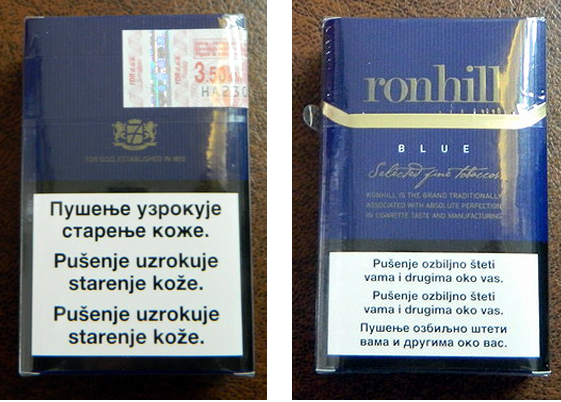 3.50
HA230
TDR D.O.O. ESTABLISHED IN 1872
Пушење узрокује
старење коже.
Pušenje uzrokuje
starenje kože.
Pušenje uzrokuje
starenje kože.
ronhill
BLUE
Selected fine tobaccos
RONHILL IS THE BRAND TRADITIONALLY
ASSOCIATED WITH ABSOLUTE PERFECTION
IN CIGARETTE TASTE AND MANUFACTURING
Pušenje ozbiljno šteti
vama i drugima oko vas.
Pušenje ozbiljno šteti
vama i drugima oko vas.
Пушење озбиљно штети
вама и другима око вас.